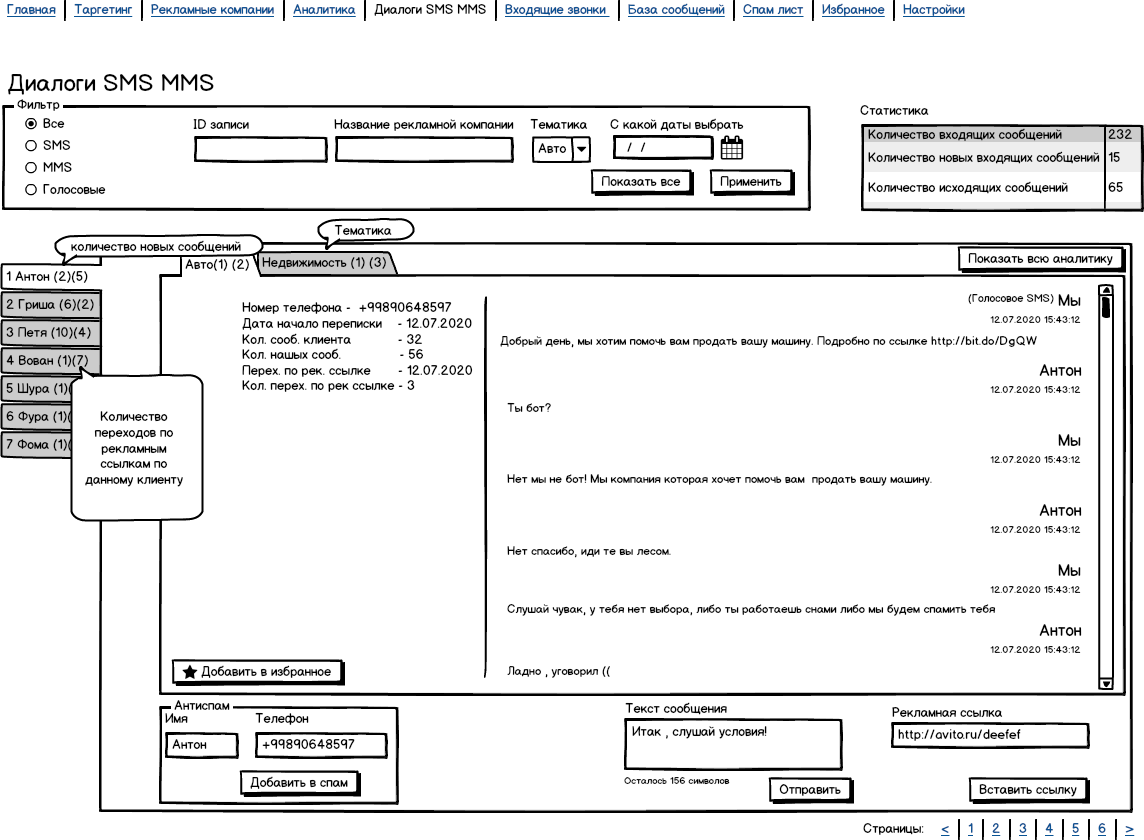 Главная Таргетинг Рекламные компании Аналитика Диалоги SMS MMS Входящие звонки База сообщений Спам лист Избранное Настройки
Диалоги SMS MMS
Фильтр
Все
SMS
MMS
Голосовые
ID записи
Название рекламной компании
Тематика
Авто
С какой даты выбрать
/ /
Показать все
Применить
Статистика
Количество входящих сообщений 232
Количество новых входящих сообщений 15
Количество исходящих сообщений 65
количество новых сообщений
Тематика
Авто(1) (2)
Недвижимость (1) (3)
Показать всю аналитику
1 Антон (2)(5)
2 Гриша (6)(2)
3 Петя (10)(4)
4 Вован (1)(7)
5 Шура (1)(
6 Фура (1)(
7 Фома (1)(
Количество
переходов по
рекламным
ссылкам по
данному клиенту
Номер телефона - +99890648597
Дата начало переписки - 12.07.2020
Кол. сооб. клиента - 32
Кол. нашых сооб. - 56
Перех. по рек. ссылке - 12.07.2020
Кол. перех. по рек ссылке - 3
(Голосовое SMS) Мы
12.07.2020 15:43:12
Добрый день, мы хотим помочь вам продать вашу машину. Подробно по ссылке http://bit.do/DgQW
Антон
12.07.2020 15:43:12
Ты бот?
Мы
12.07.2020 15:43:12
Нет мы не бот! Мы компания которая хочет помочь вам продать вашу машину.
Антон
12.07.2020 15:43:12
Нет спасибо, иди те вы лесом.
Мы
12.07.2020 15:43:12
Слушай чувак, у тебя нет выбора, либо ты работаешь снами либо мы будем спамить тебя
Антон
12.07.2020 15:43:12
Ладно , уговорил ((
Добавить в избранное
Антиспам
Имя
Антон
Телефон
+99890648597
Добавить в спам
Текст сообщения
Итак , слушай условия!
Осталось 156 символов
Отправить
Рекламная ссылка
http://avito.ru/deefef
Вставить ссылку
Страницы: < 1 2 3 4 5 6 >